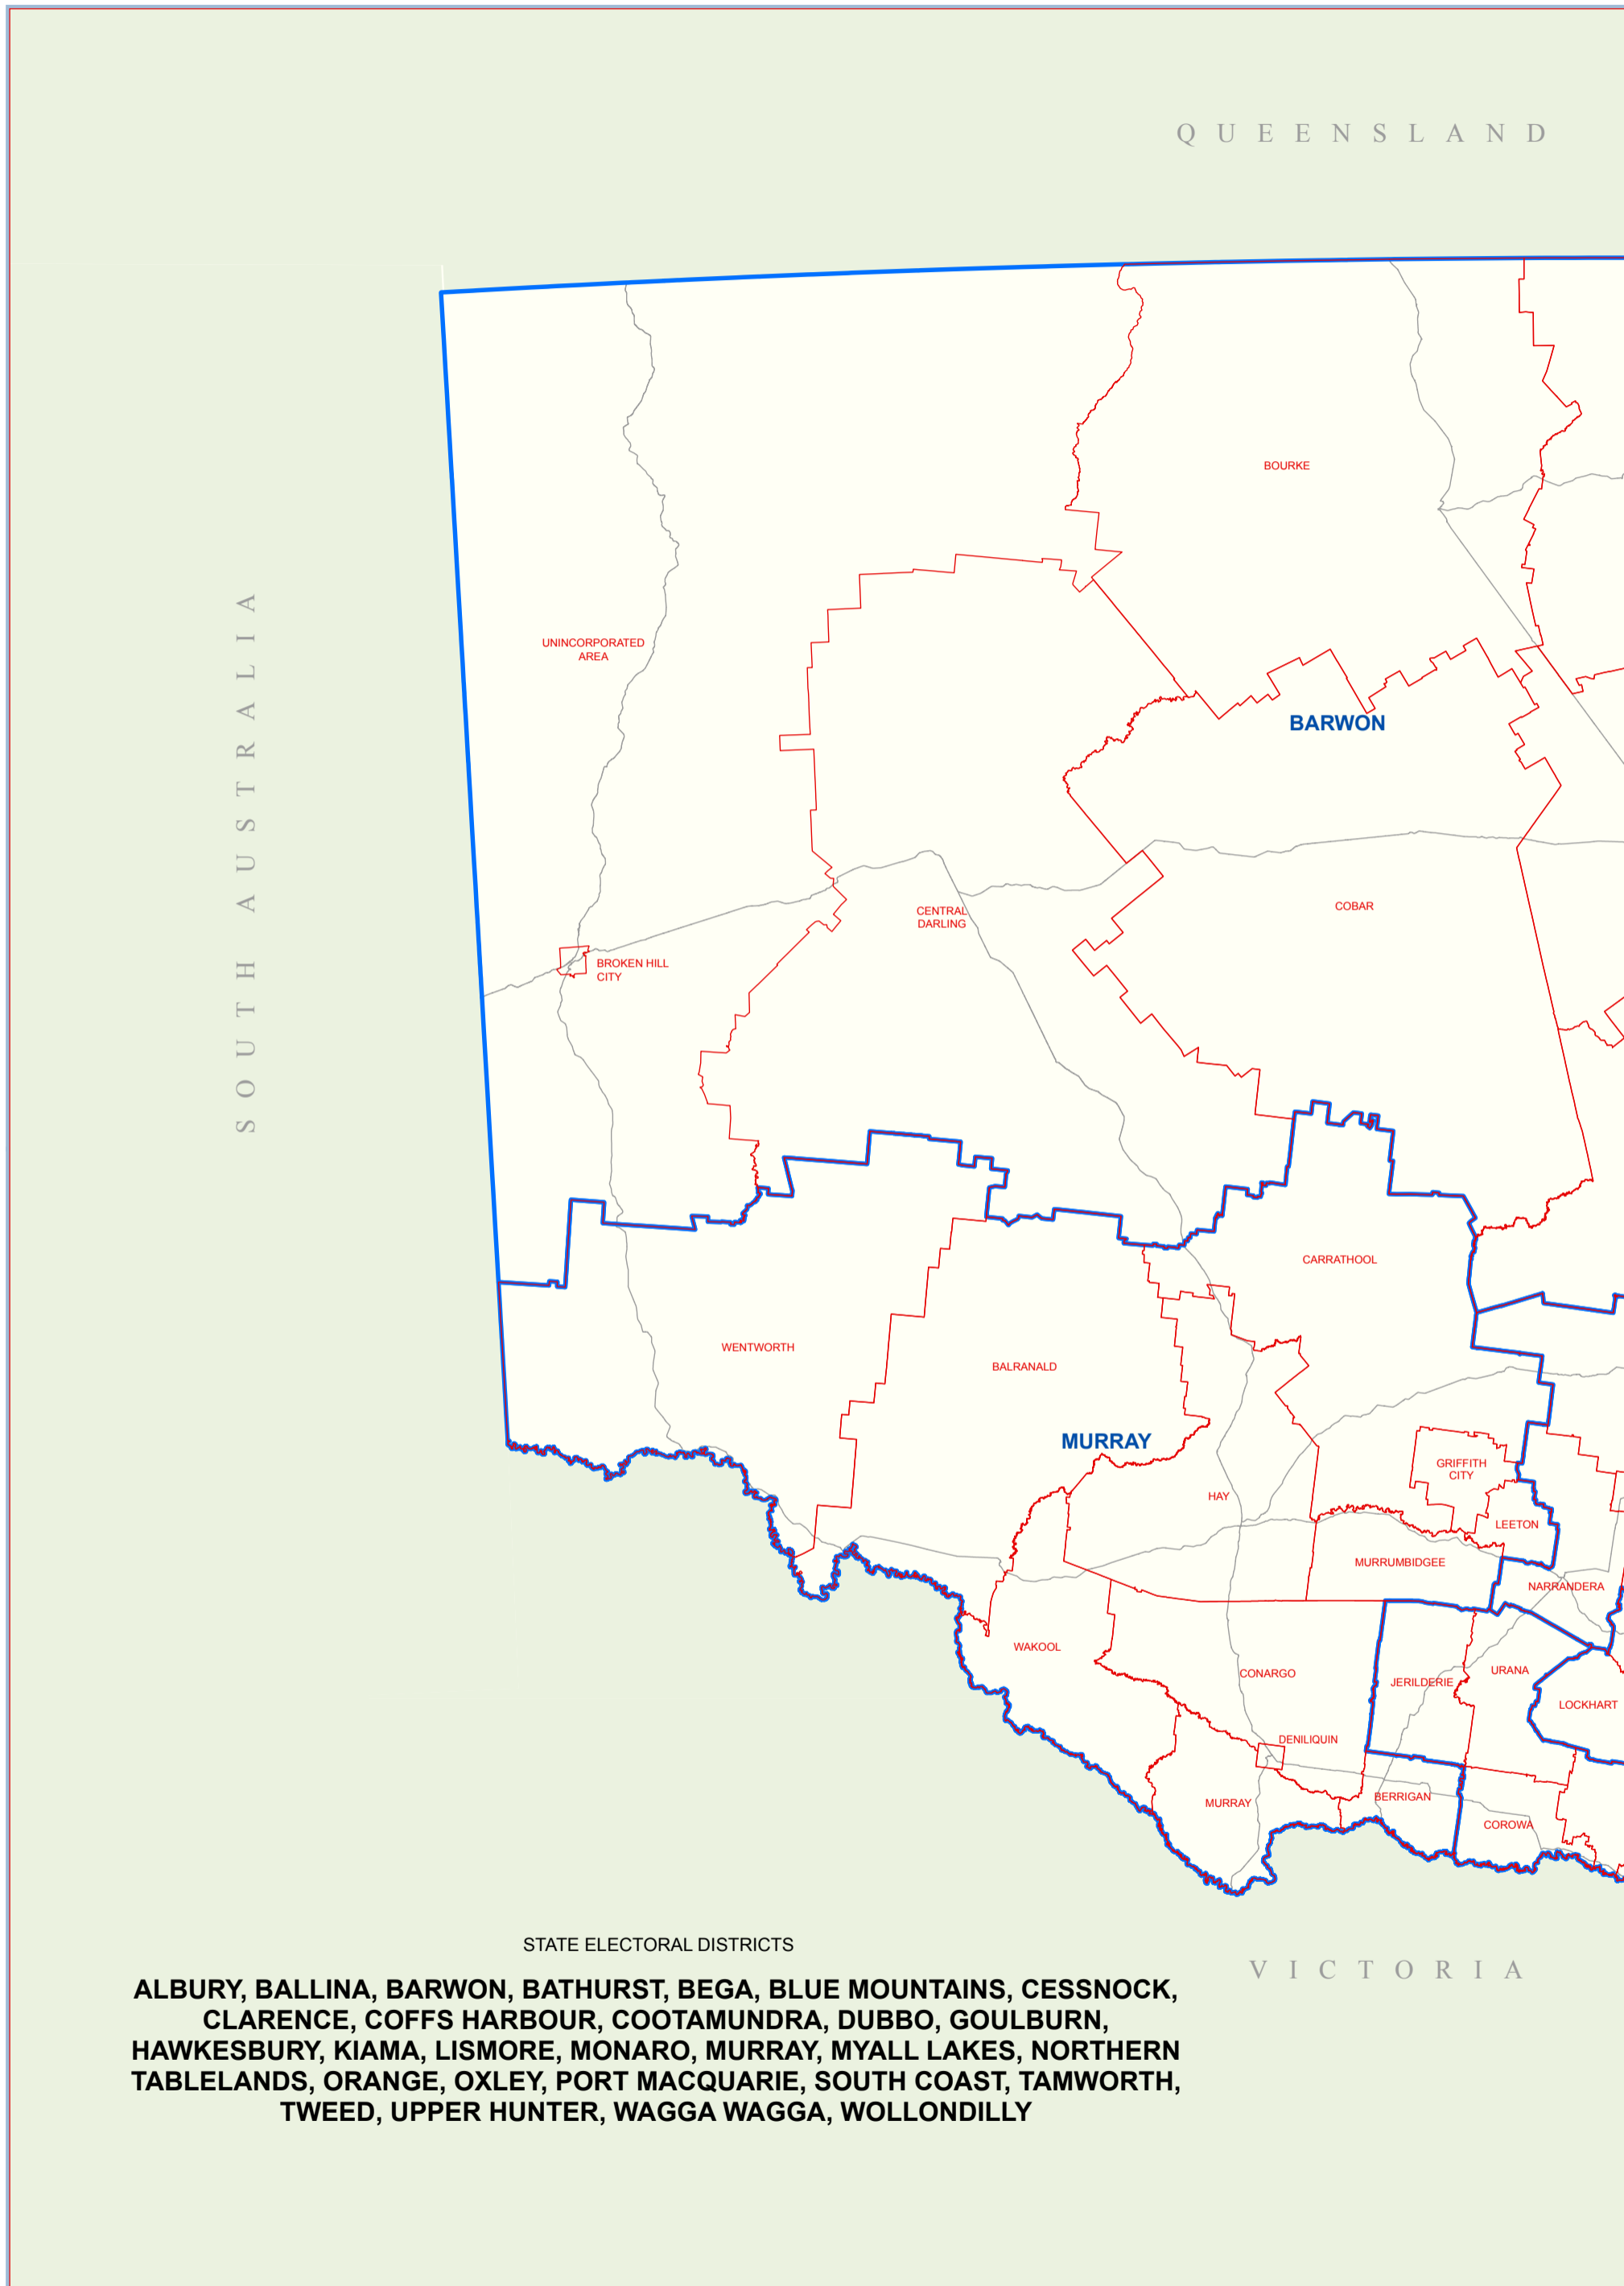 QUEENSLAND
BOURKE
SOUTH AUSTRALIA
UNINCORPORATED
AREA
BARWON
CENTRAL
DARLING
COBAR
BROKEN HILL
CITY
CARRATHOOL
WENTWORTH
BALRANALD
MURRAY
GRIFFITH
CITY
HAY
LEETON
MURRUMBIDGEE
NARRANDERA
WAKOOL
CONARGO
JERILDERIE
URANA
LOCKHART
DENILIQUIN
MURRAY
BERRIGAN
COROWA
STATE ELECTORAL DISTRICTS
VICTORIA
ALBURY, BALLINA, BARWON, BATHURST, BEGA, BLUE MOUNTAINS, CESSNOCK,
CLARENCE, COFFS HARBOUR, COOTAMUNDRA, DUBBO, GOULBURN,
HAWKESBURY, KIAMA, LISMORE, MONARO, MURRAY, MYALL LAKES, NORTHERN
TABLELANDS, ORANGE, OXLEY, PORT MACQUARIE, SOUTH COAST, TAMWORTH,
TWEED, UPPER HUNTER, WAGGA WAGGA, WOLLONDILLY